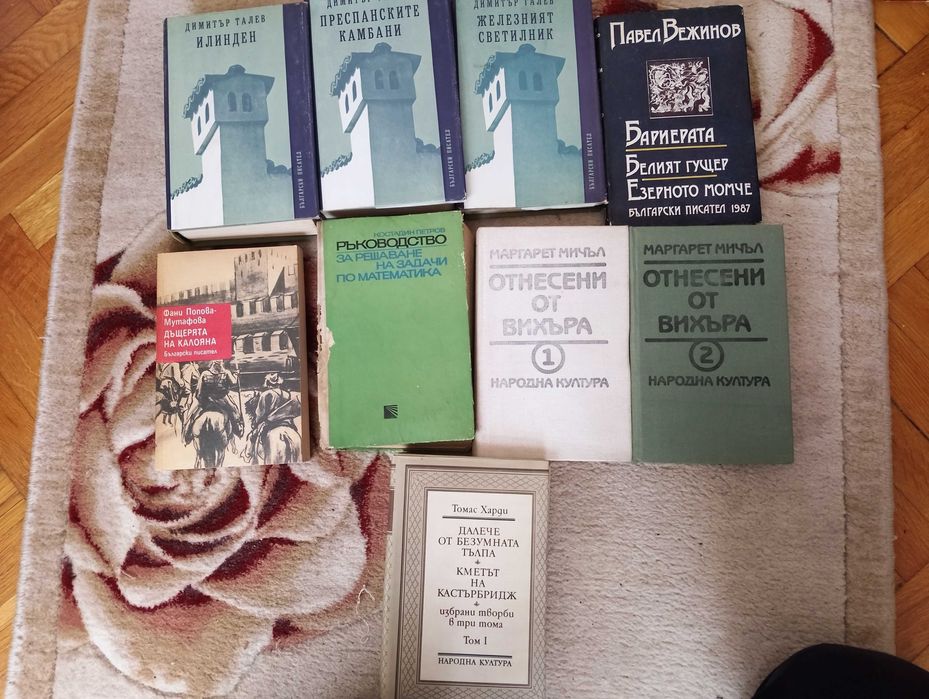 ДИМИТЪР ТАЛЕВ
ИЛИНДЕН
БЪЛГАРСКИ ПИСАТЕЛ
ПРЕСПАНСКИТЕ
КАМБАНИ
БЪЛГАРСКИ ПИСАТЕЛ
ДИМИТЪР ТАЛЕВ
ЖЕЛЕЗНИЯТ
СВЕТИЛНИК
БЪЛГАРСКИ ПИСАТЕЛ
ПАВЕЛ ВЕЖИНОВ
БАРИЕРАТА
БЕЛИЯТ ГУЩЕР
ЕЗЕРНОТО МОМЧЕ
БЪЛГАРСКИ ПИСАТЕЛ 1987
Фани Попова-
Мутафова
ДЪЩЕРЯТА
НА КАЛОЯНА
Български писател
КОСТАДИН ПЕТРОВ
РЪКОВОДСТВО
ЗА РЕШАВАНЕ
НА ЗАДАЧИ
ПО МАТЕМАТИКА
МАРГАРЕТ МИЧЪЛ
ОТНЕСЕНИ
ОТ
ВИХЪРА
1
НАРОДНА КУЛТУРА
МАРГАРЕТ МИЧЪЛ
ОТНЕСЕНИ
ОТ
ВИХЪРА
2
НАРОДНА КУЛТУРА
Томас Харди
ДАЛЕЧЕ
ОТ БЕЗУМНАТА
ТЪЛПА
КМЕТЪТ
НА
КАСТЪРБРИДЖ
избрани творби
в три тома
Том I
НАРОДНА КУЛТУРА